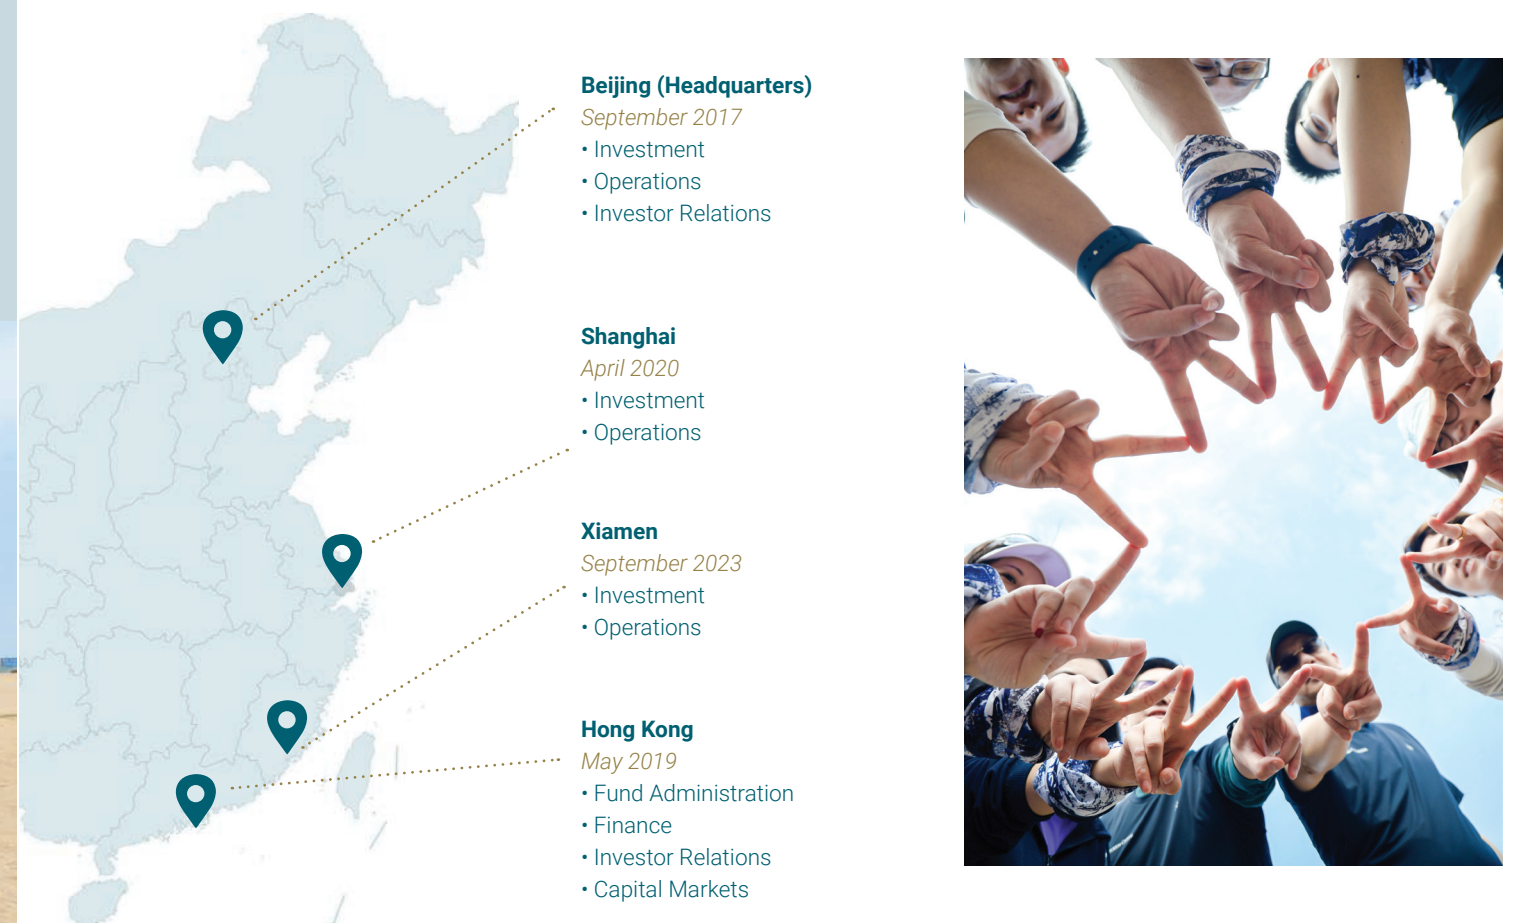 Beijing (Headquarters)
September 2017
• Investment
• Operations
• Investor Relations
Shanghai
April 2020
• Investment
• Operations
Xiamen
September 2023
• Investment
• Operations
Hong Kong
May 2019
• Fund Administration
• Finance
• Investor Relations
• Capital Markets